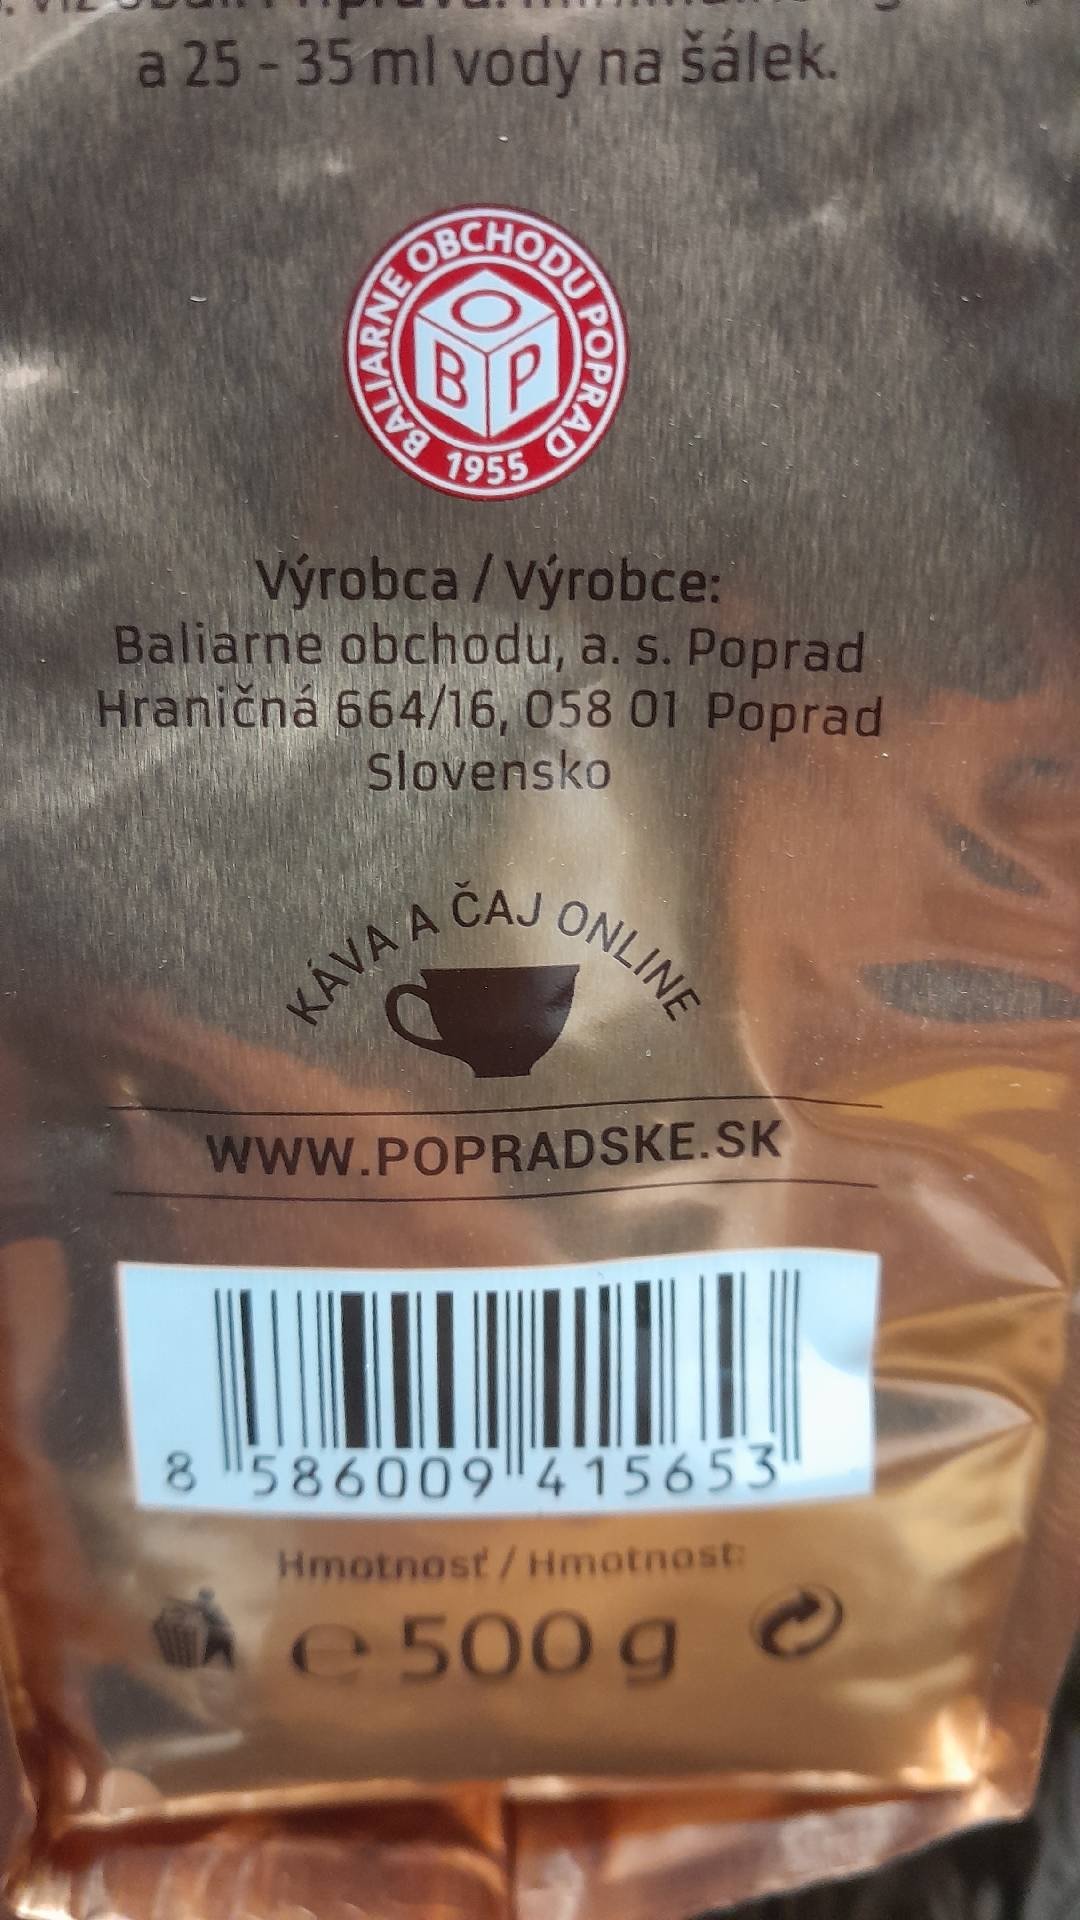 a 25 - 35 ml vody na šálek.
BALIARNE OBCHODU POPRAD
O
B P
1955
Výrobca / Výrobce:
Baliarne obchodu, a. s. Poprad
Hraničná 664/16, 058 01 Poprad
Slovensko
KÁVA A ČAJ ONLINE
WWW.POPRADSKE.SK
8 586009 415653
Hmotnosť / Hmotnost:
e 500 g